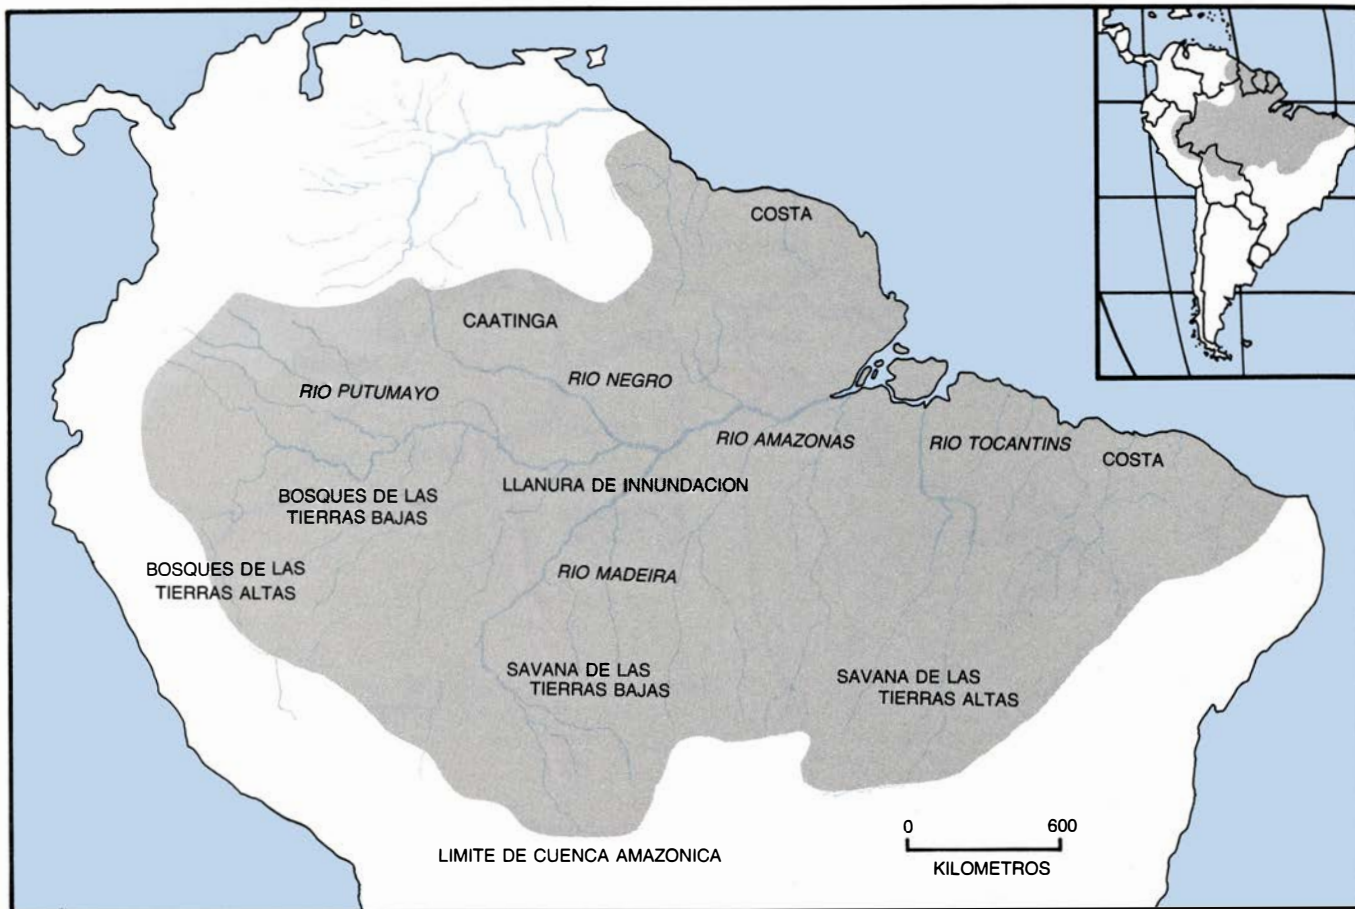 COSTA
CAATINGA
RIO NEGRO
RIO PUTUMAYO
RIO AMAZONAS
RIO TOCANTINS
COSTA
LLANURA DE INNUNDACION
BOSQUES DE LAS
TIERRAS BAJAS
BOSQUES DE LAS
TIERRAS ALTAS
RIO MADEIRA
SAVANA DE LAS
TIERRAS BAJAS
SAVANA DE LAS
TIERRAS ALTAS
0 600
KILOMETROS
LIMITE DE CUENCA AMAZONICA